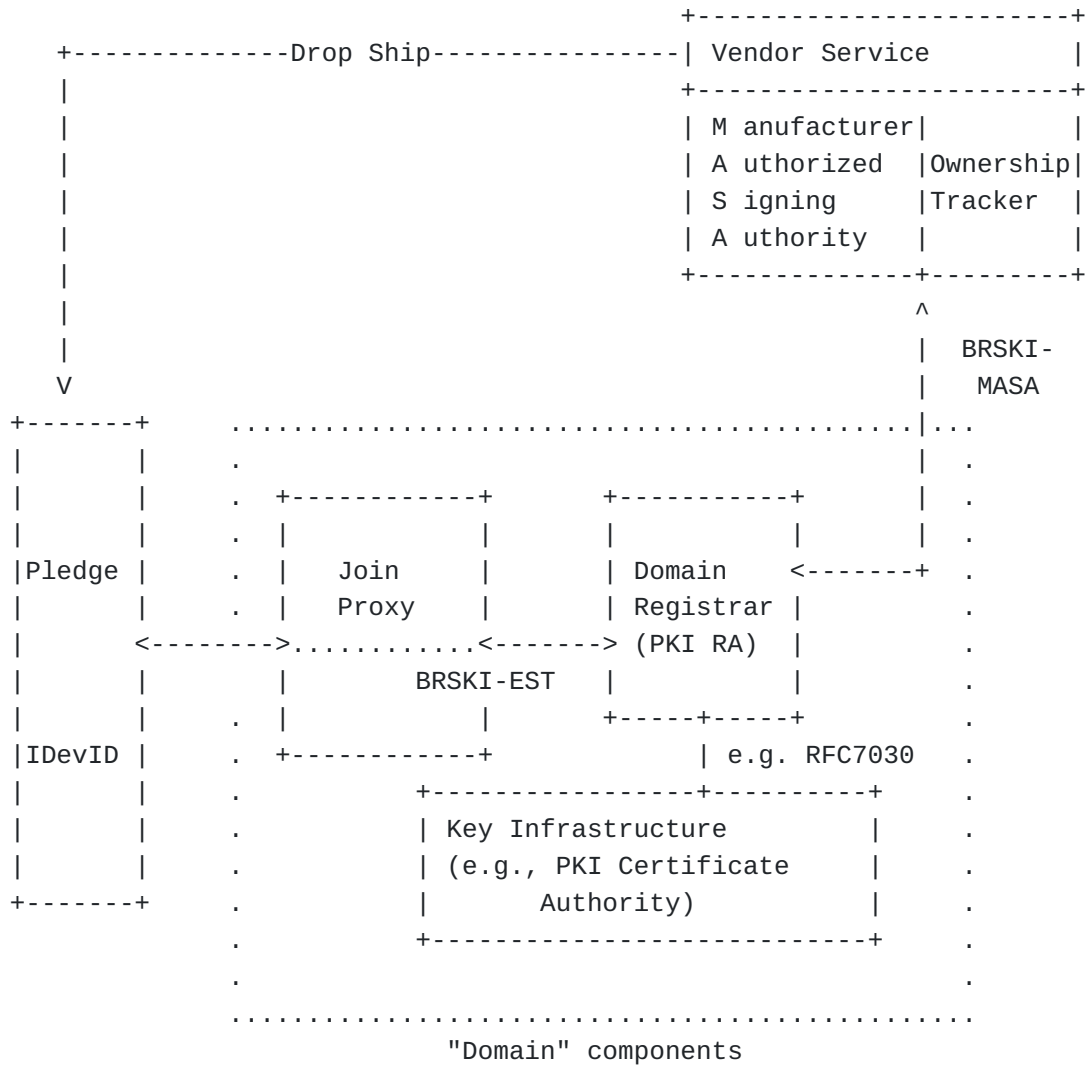 Drop Ship | Vendor Service
M anufacturer|
A uthorized |Ownership|
S igning |Tracker |
A uthority |
BRSKI-
MASA
|Pledge | Join | Domain
Proxy | Registrar |
(PKI RA) |
BRSKI-EST
|IDevID | | e.g. RFC7030
| Key Infrastructure |
| (e.g., PKI Certificate |
| Authority) |
"Domain" components